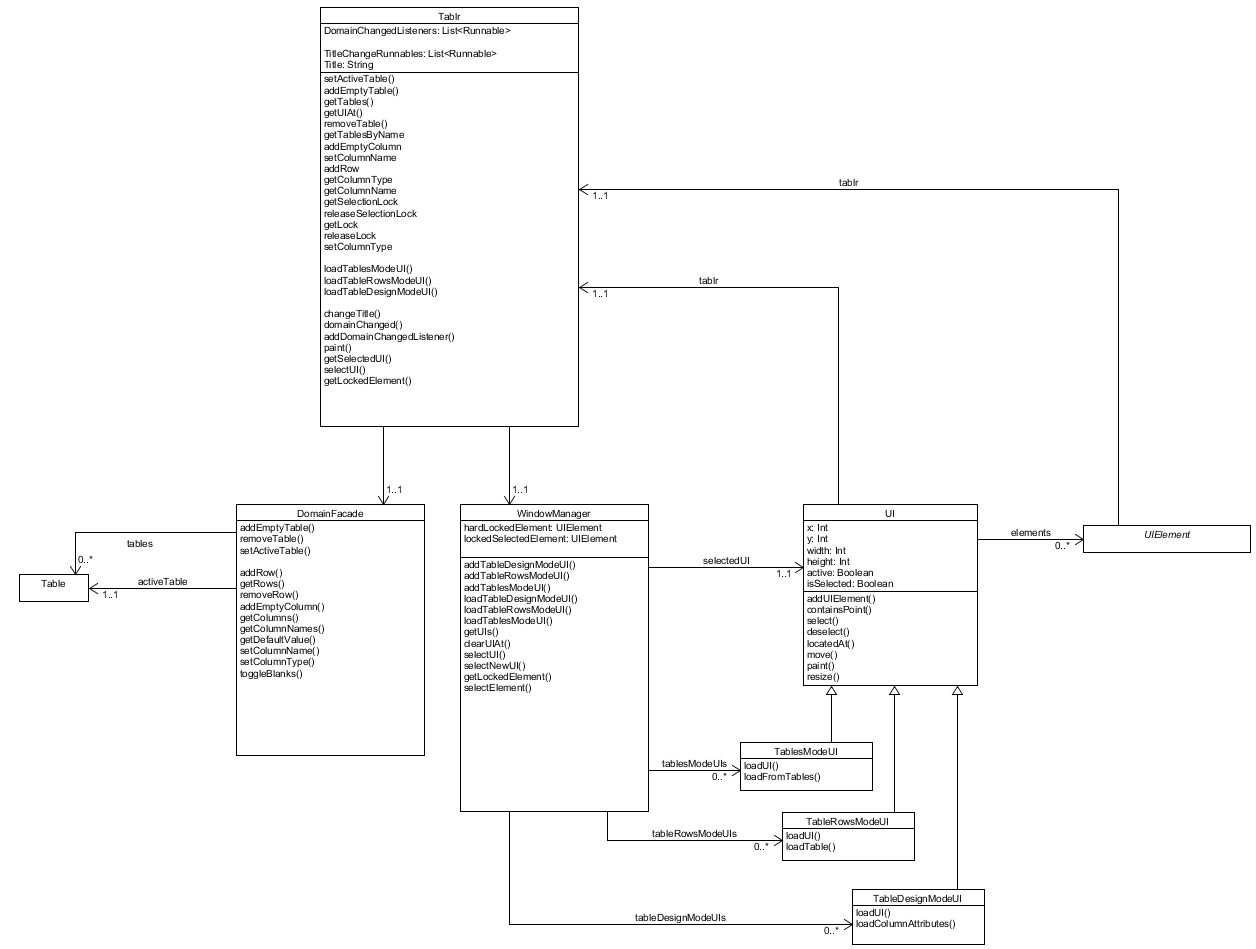 Tablr
DomainChangedListeners: List<Runnable>
TitleChangeRunnables: List<Runnable>
Title: String
setActiveTable()
addEmptyTable()
getTables()
getUIAt()
removeTable()
getTablesByName
addEmptyColumn
setColumnName
addRow
getColumnType
getColumnName
getSelectionLock
releaseSelectionLock
getLock
releaseLock
setColumnType
loadTablesModeUI()
loadTableRowsModeUI()
loadTableDesignModeUI()
changeTitle()
domainChanged()
addDomainChangedListener()
paint()
getSelectedUI()
selectUI()
getLockedElement()
tablr
1..1
tablr
1..1
1..1
1..1
DomainFacade
addEmptyTable()
removeTable()
setActiveTable()
addRow()
getRows()
removeRow()
addEmptyColumn()
getColumns()
getColumnNames()
getDefaultValue()
setColumnName()
setColumnType()
toggleBlanks()
tables
0..*
Table
activeTable
1..1
WindowManager
hardLockedElement: UIElement
lockedSelectedElement: UIElement
addTableDesignModeUI()
addTableRowsModeUI()
addTablesModeUI()
loadTableDesignModeUI()
loadTableRowsModeUI()
loadTablesModeUI()
getUIs()
clearUIAt()
selectUI()
selectNewUI()
getLockedElement()
selectElement()
selectedUI
1..1
UI
x: Int
y: Int
width: Int
height: Int
active: Boolean
isSelected: Boolean
addUIElement()
containsPoint()
select()
deselect()
locatedAt()
move()
paint()
resize()
elements
0..*
UIElement
tablesModeUIs
0..*
TablesModeUI
loadUI()
loadFromTables()
tableRowsModeUIs
0..*
TableRowsModeUI
loadUI()
loadTable()
tableDesignModeUIs
0..*
TableDesignModeUI
loadUI()
loadColumnAttributes()